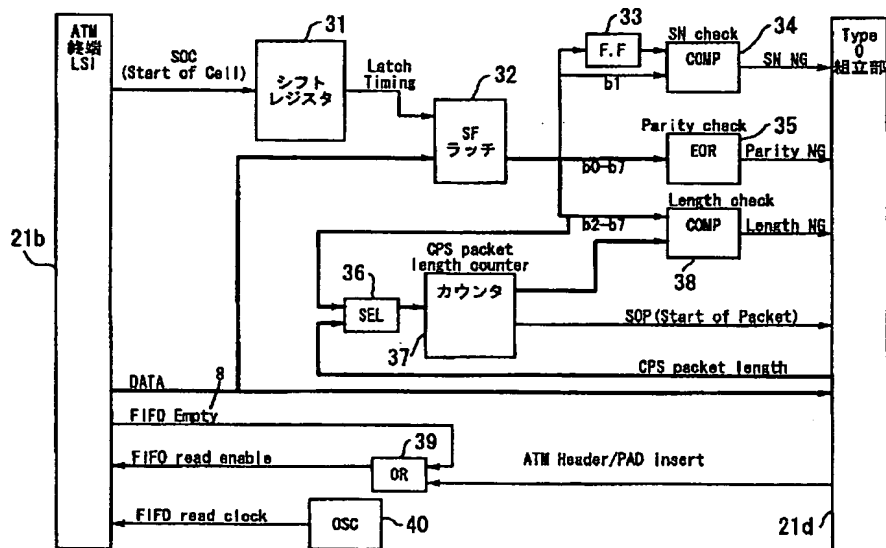 ATM
終端
LSI
SOC
(Start of Cell)
31
シフト
レジスタ
Latch
Timing
32
SF
ラッチ
33
F.F
SN check
34
COMP
SN NG
b1
Type
0
組立部
Parity check
35
EOR
Parity NG
b0-b7
Length check
COMP
Length NG
b2-b7
38
21b
CPS packet
length counter
36
SEL
カウンタ
37
SOP(Start of Packet)
CPS packet length
DATA
8
FIFO Empty
39
FIFO read enable
OR
ATM Header/PAD insert
FIFO read clock
OSC
40
21d